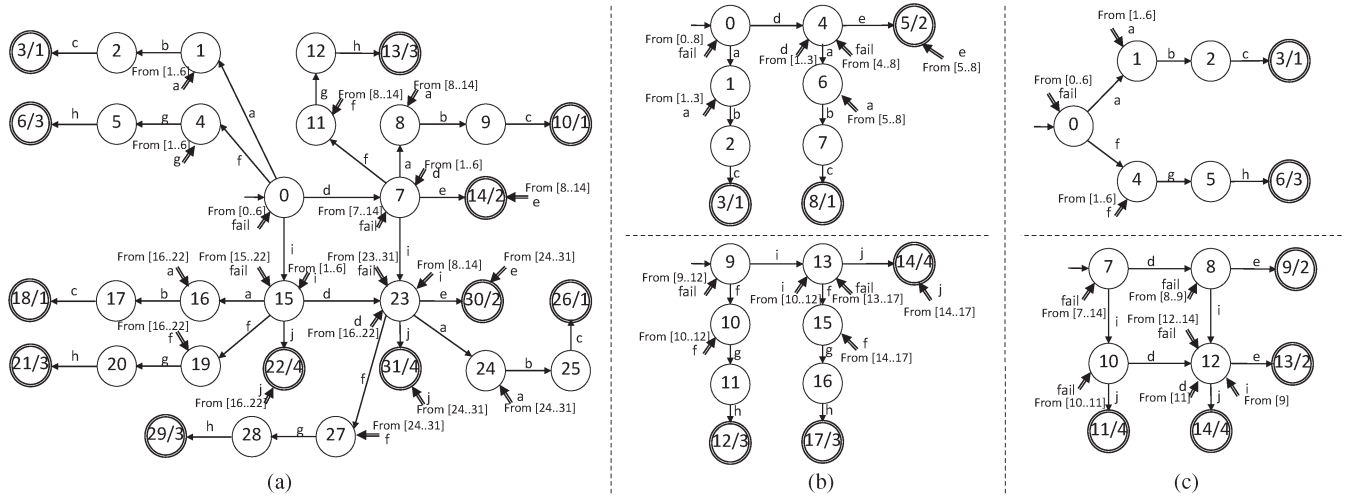 3/1 c 2 b 1
From [1..6]
a
12 h 13/3
6/3 h 5 g 4
From [1..6]
g
g
11
From [8..14]
f
From [8..14]
a
8 b 9 c 10/1
a
f
f
a
From [1..6]
d
0 d 7 e 14/2
From [8..14]
e
From [0..6]
fail
From [7..14]
fail
i
i
From [16..22]
a
From [15..22]
fail
From [1..6]
i
From [23..31]
fail
From [8..14]
i
From [24..31]
e
18/1 c 17 b 16 a 15 d 23 e 30/2 26/1
From [16..22]
f
f
j
d
From [16..22]
j
a
c
21/3 h 20 g 19
22/4
31/4
24 b 25
j
From [16..22]
f
j
From [24..31]
a
From [24..31]
29/3 h 28 g 27
From [24..31]
f
(a)
0 d 4 e 5/2
From [0..8]
fail
a
d
From [1..3]
a
fail
From [4..8]
e
From [5..8]
From [1..3]
a
1
6
a
From [5..8]
b
b
2
7
c
c
3/1
8/1
9 i 13 j 14/4
From [9..12]
fail
f
i
From [10..12]
f
fail
From [13..17]
j
From [14..17]
From [10..12]
f
10
15
f
From [14..17]
g
g
11
16
h
h
12/3
17/3
(b)
From [1..6]
a
1 b 2 c 3/1
From [0..6]
fail
a
0
f
4 g 5 h 6/3
From [1..6]
f
7 d 8 e 9/2
fail
From [7..14]
fail
From [8..9]
i
i
From [12..14]
fail
10 d 12 e 13/2
fail
From [10..11]
j
d
From [11]
j
i
From [9]
11/4
14/4
(c)